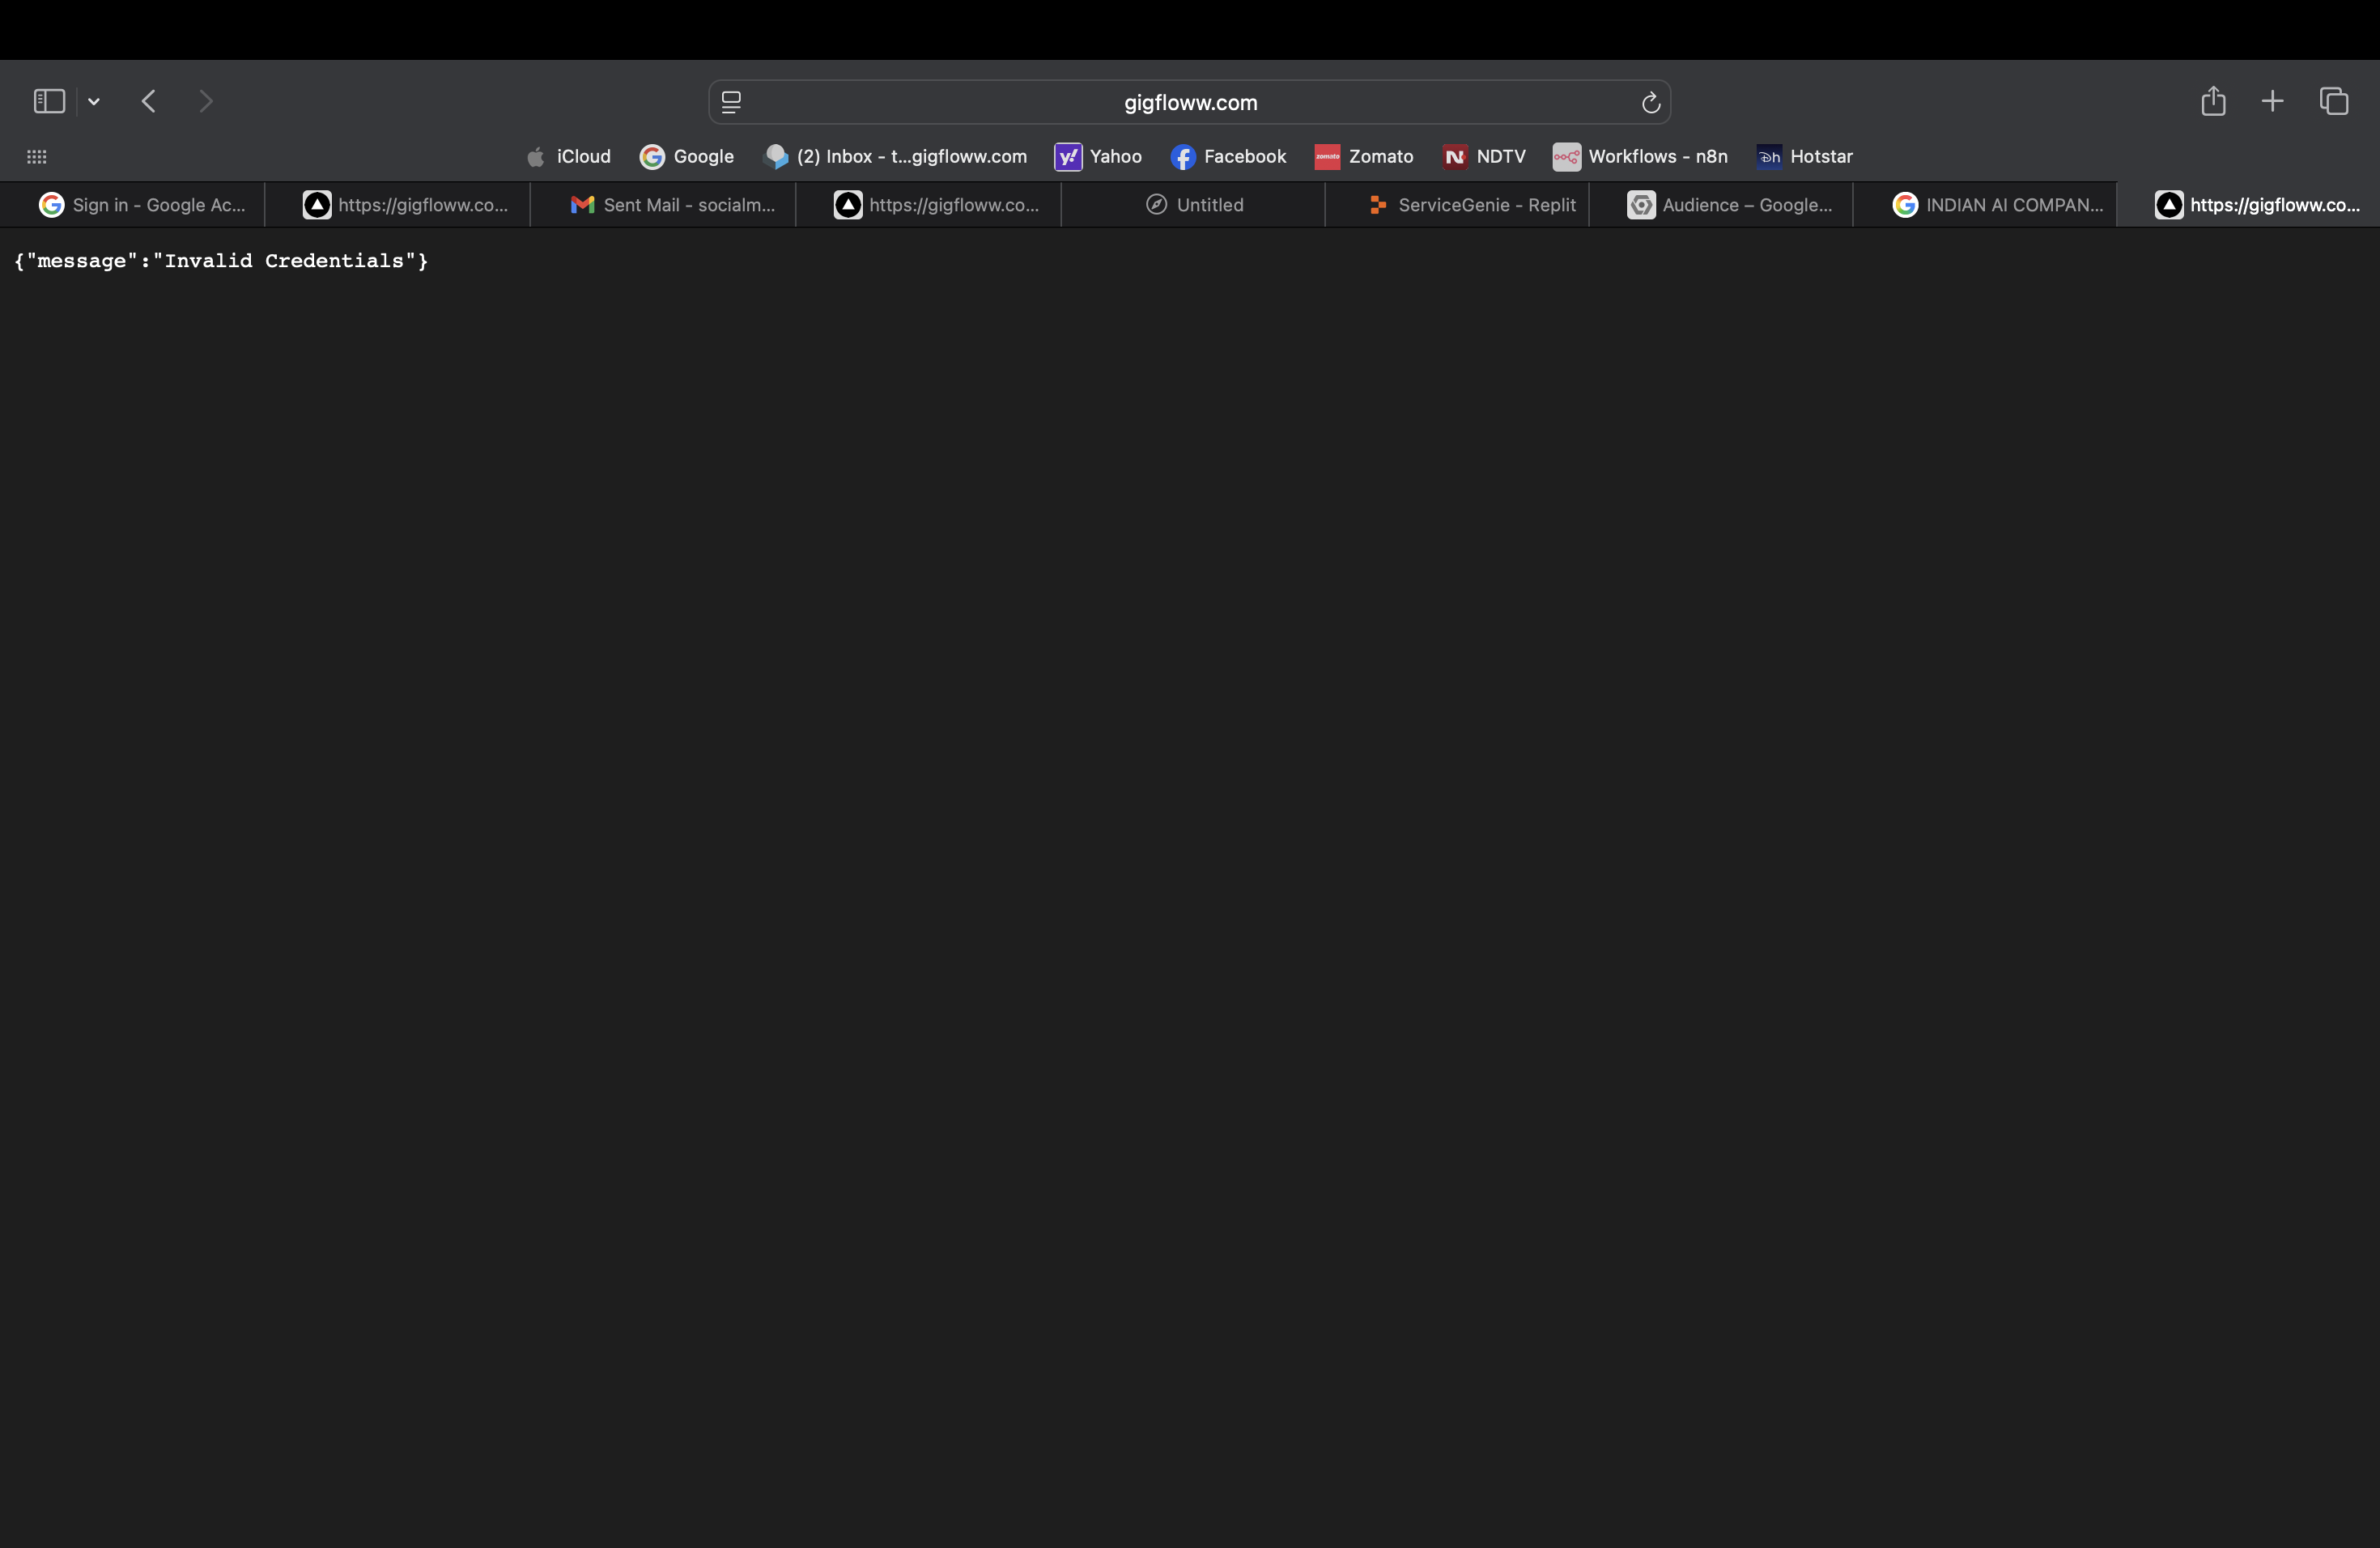 gigfloww.com
iCloud Google (2) Inbox - t...gigfloww.com y! Yahoo f Facebook zomato Zomato N NDTV Workflows - n8n h Hotstar
G Sign in - Google Ac... https://gigfloww.co... Sent Mail - socialm... https://gigfloww.co... Untitled ServiceGenie - Replit Audience – Google... G INDIAN AI COMPAN... https://gigfloww.co...
{"message":"Invalid Credentials"}